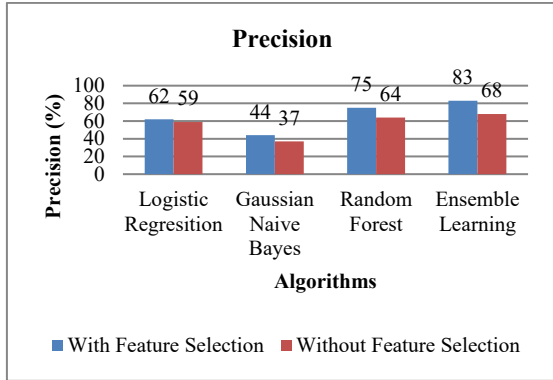 Precision
Precision (%)
100
80
60
40
20
0
62 59
44 37
75 64
83 68
Logistic
Regresition
Gaussian
Naive
Bayes
Random
Forest
Ensemble
Learning
Algorithms
With Feature Selection
Without Feature Selection